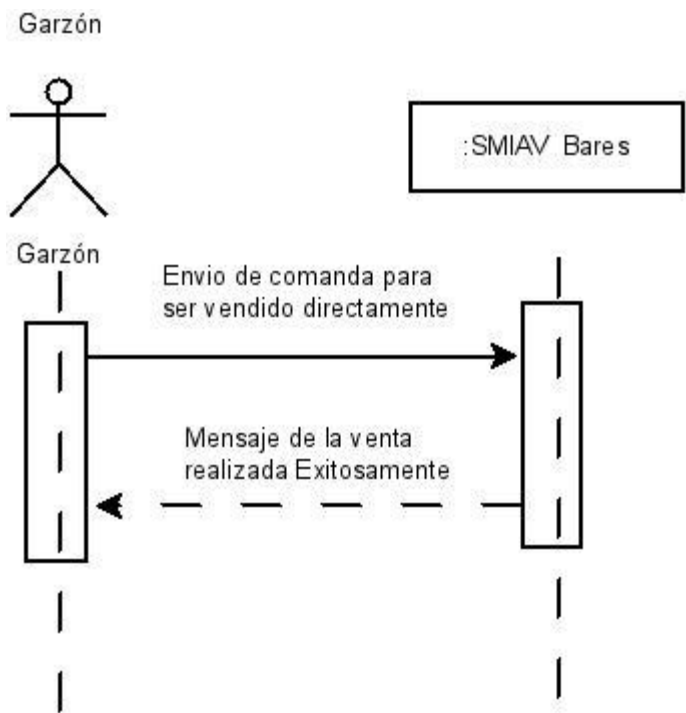 Garzón
:SMIAV Bares
Garzón
Envio de comanda para
ser vendido directamente
Mensaje de la venta
realizada Exitosamente